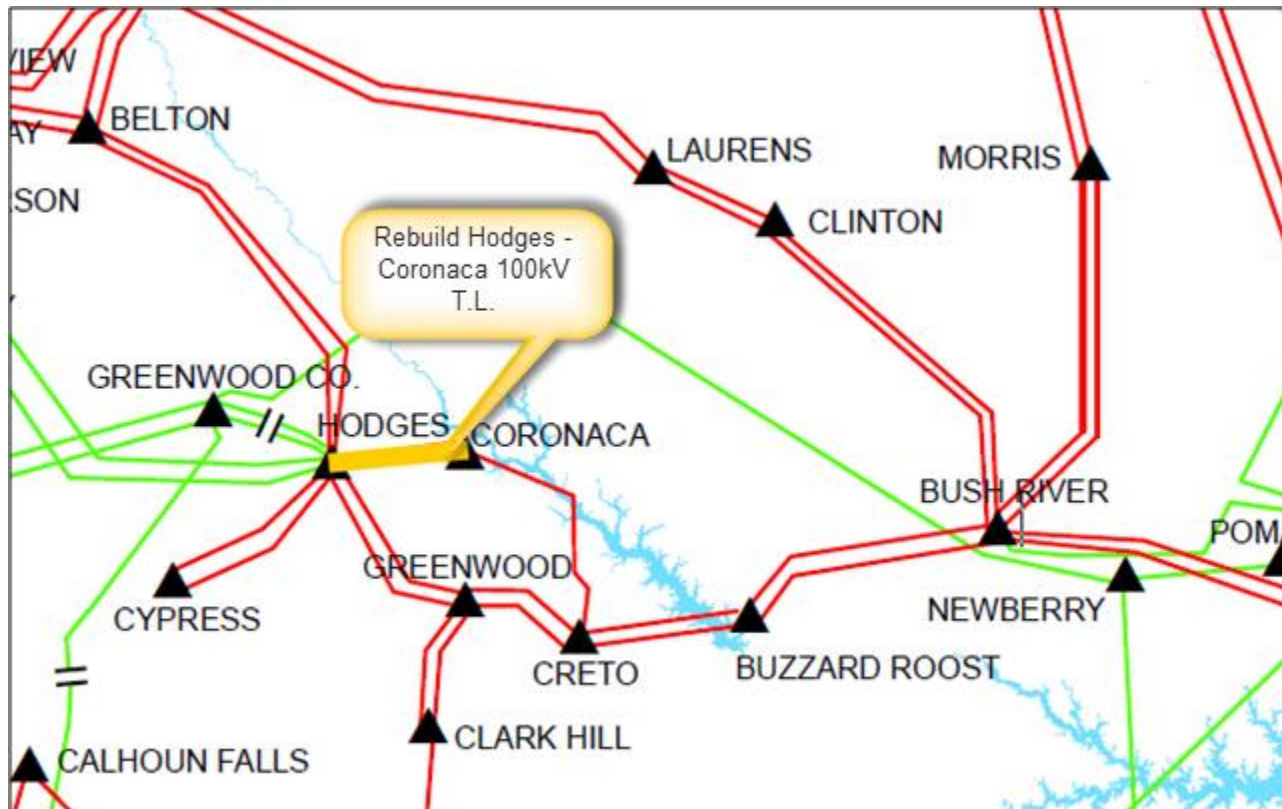 VIEW
BELTON
AY
LAURENS
MORRIS
RSON
CLINTON
Rebuild Hodges -
Coronaca 100kV
T.L.
GREENWOOD CO.
HODGES
CORONACA
BUSH RIVER
POM
GREENWOOD
CYPRESS
NEWBERRY
CRETO
BUZZARD ROOST
CLARK HILL
CALHOUN FALLS